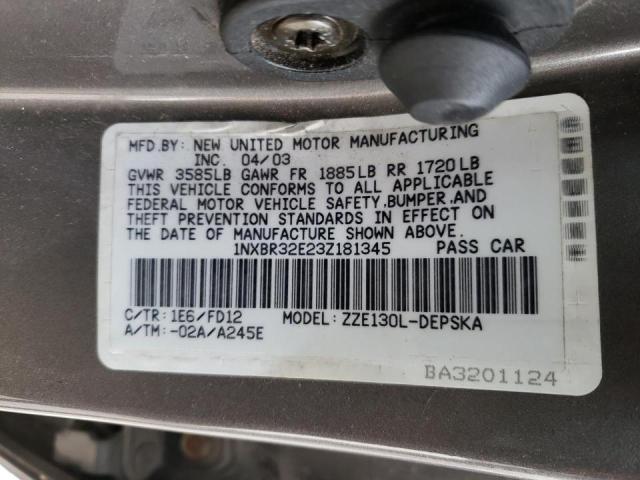 MFD.BY: NEW UNITED MOTOR MANUFACTURING
INC. 04/03
GVWR 3585LB GAWR FR 1885LB RR 1720LB
THIS VEHICLE CONFORMS TO ALL APPLICABLE
FEDERAL MOTOR VEHICLE SAFETY,BUMPER,AND
THEFT PREVENTION STANDARDS IN EFFECT ON
THE DATE OF MANUFACTURE SHOWN ABOVE.
1NXBR32E23Z181345 PASS CAR
C/TR: 1E6/FD12 MODEL: ZZE130L-DEPSKA
A/TM: -02A/A245E
BA3201124